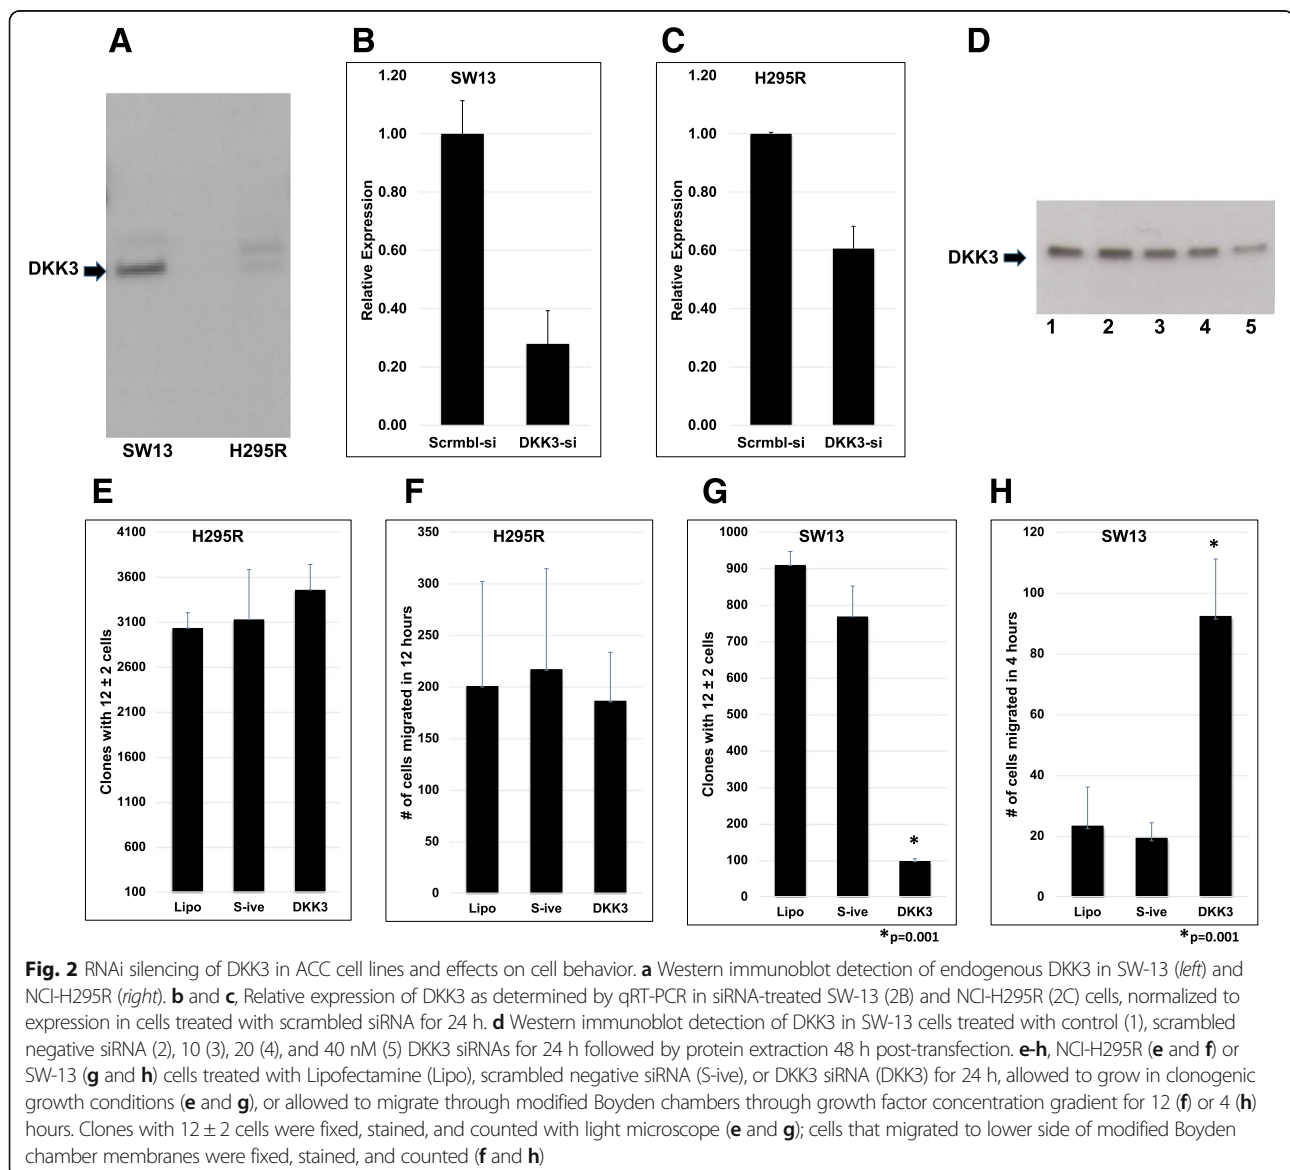 A
B
C
D
DKK3
SW13
H295R
SW13
1.20
1.00
0.80
0.60
0.40
0.20
0.00
Relative Expression
Scrmbl-si DKK3-si
H295R
1.20
1.00
0.80
0.60
0.40
0.20
0.00
Relative Expression
Scrmbl-si DKK3-si
DKK3
1 2 3 4 5
E
F
G
H
H295R
4100
3600
3100
2600
2100
1600
1100
600
100
Clones with 12 ± 2 cells
Lipo S-ive DKK3
H295R
350
300
250
200
150
100
50
0
# of cells migrated in 12 hours
Lipo S-ive DKK3
SW13
1000
900
800
700
600
500
400
300
200
100
0
Clones with 12 ± 2 cells
*
Lipo S-ive DKK3
*p=0.001
SW13
120
100
80
60
40
20
0
# of cells migrated in 4 hours
*
Lipo S-ive DKK3
*p=0.001
Fig. 2 RNAi silencing of DKK3 in ACC cell lines and effects on cell behavior. a Western immunoblot detection of endogenous DKK3 in SW-13 (left) and
NCI-H295R (right). b and c, Relative expression of DKK3 as determined by qRT-PCR in siRNA-treated SW-13 (2B) and NCI-H295R (2C) cells, normalized to
expression in cells treated with scrambled siRNA for 24 h. d Western immunoblot detection of DKK3 in SW-13 cells treated with control (1), scrambled
negative siRNA (2), 10 (3), 20 (4), and 40 nM (5) DKK3 siRNAs for 24 h followed by protein extraction 48 h post-transfection. e-h, NCI-H295R (e and f) or
SW-13 (g and h) cells treated with Lipofectamine (Lipo), scrambled negative siRNA (S-ive), or DKK3 siRNA (DKK3) for 24 h, allowed to grow in clonogenic
growth conditions (e and g), or allowed to migrate through modified Boyden chambers through growth factor concentration gradient for 12 (f) or 4 (h)
hours. Clones with 12 ± 2 cells were fixed, stained, and counted with light microscope (e and g); cells that migrated to lower side of modified Boyden
chamber membranes were fixed, stained, and counted (f and h)